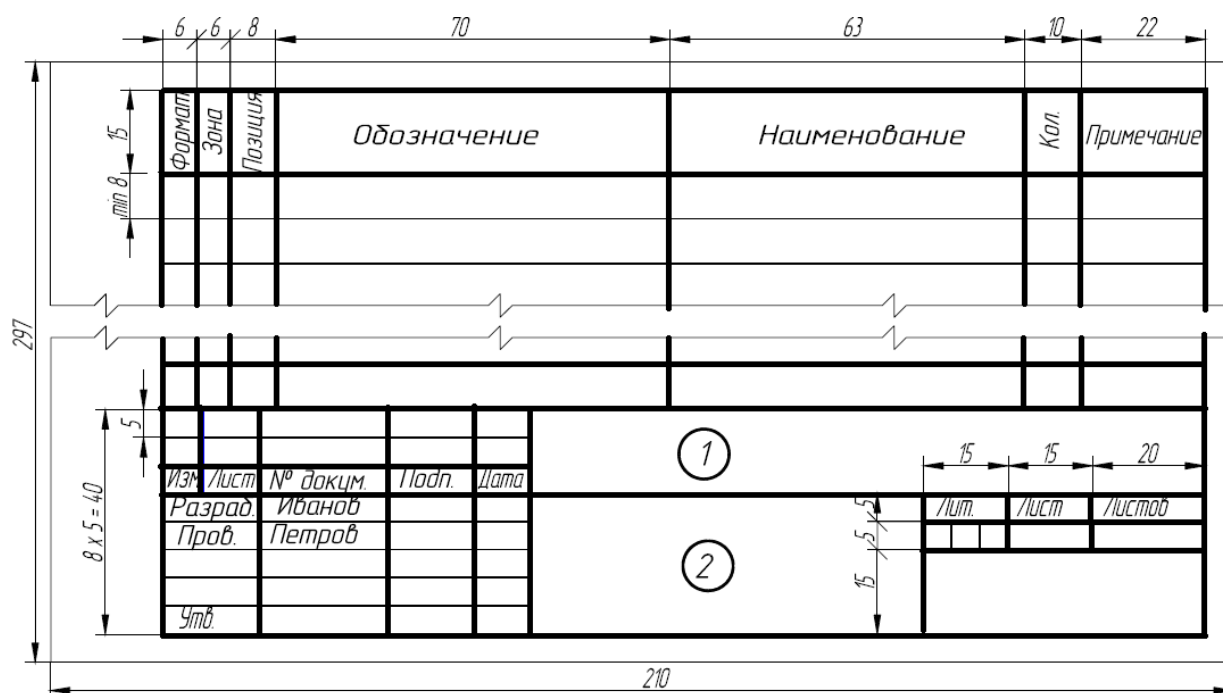 6 6 8 70 63 10 22
15 Формат Зона Позиция Обозначение Наименование Кол. Примечание
min 8
297
5
1
15 15 20
Изм Лист № докум. Подп. Дата
8 x 5 = 40
Разраб. Иванов 5 Лит. Лист Листов
Пров. Петров 5
2
15
Утв.
210